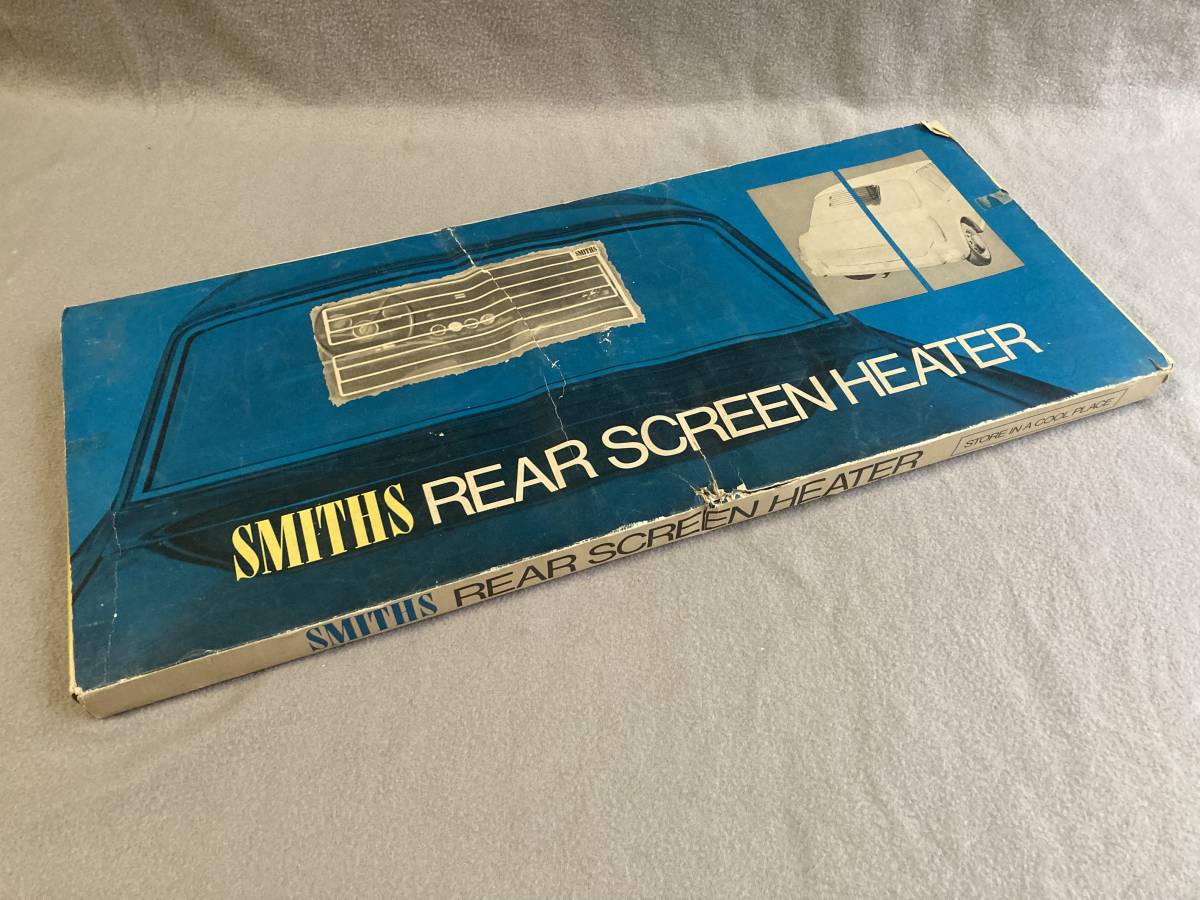 SMITHS
SMITHS REAR SCREEN HEATER
SMITHS REAR SCREEN HEATER
STORE IN A COOL PLACE